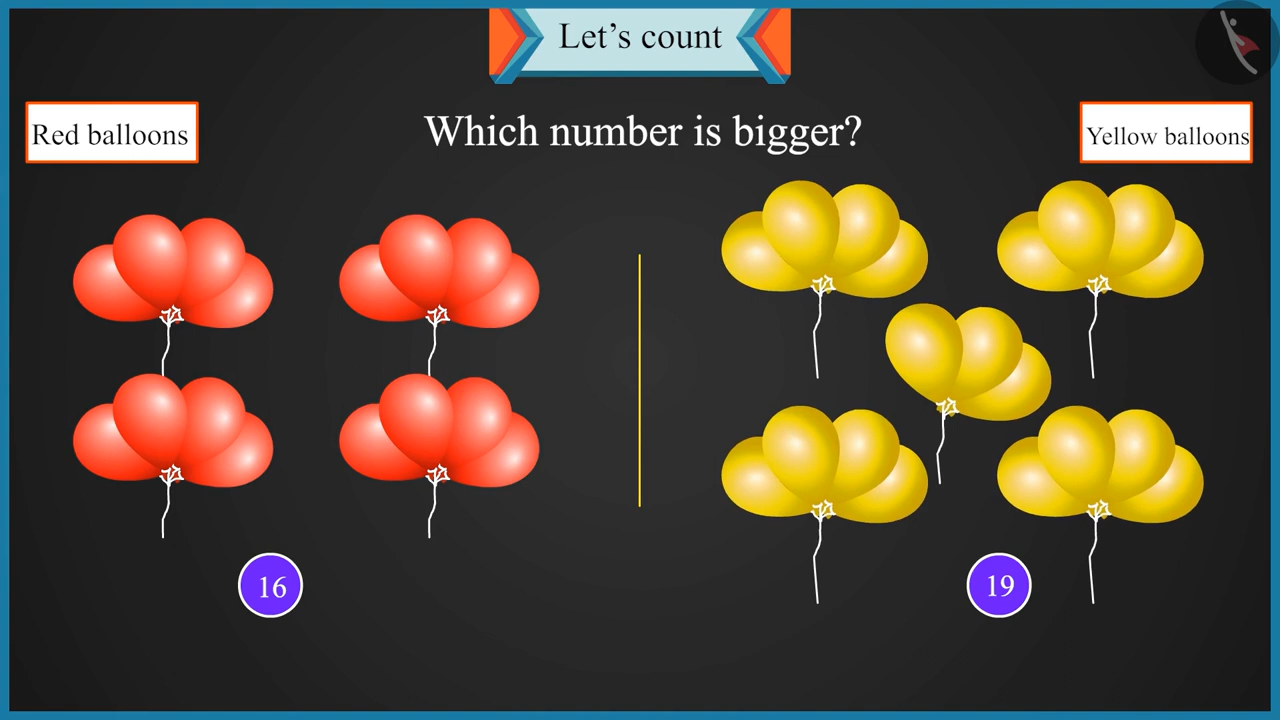 Let’s count
Red balloons
Which number is bigger?
Yellow balloons
16
19